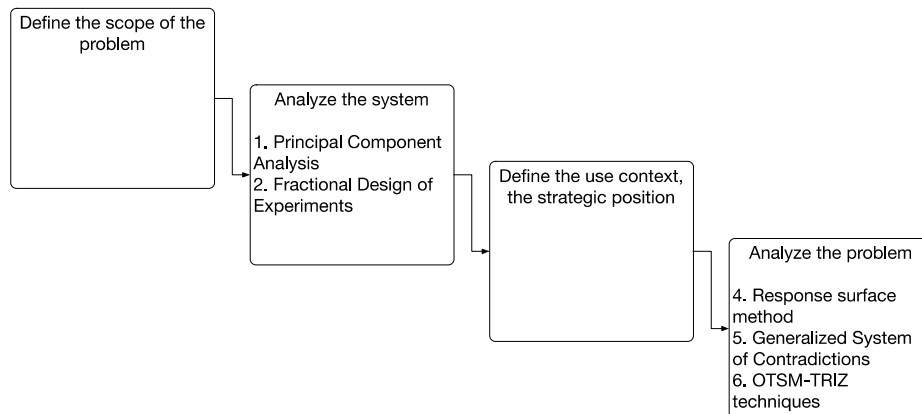 Define the scope of the
problem
Analyze the system
1. Principal Component
Analysis
2. Fractional Design of
Experiments
Define the use context,
the strategic position
Analyze the problem
4. Response surface
method
5. Generalized System
of Contradictions
6. OTSM-TRIZ
techniques